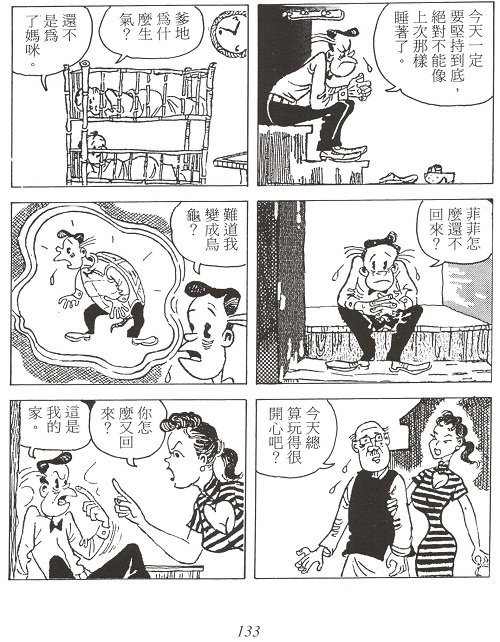 今天一定
要堅持到底，
絕對不能像
上次那樣
睡著了。
爹地
爲什
麼生
氣？
還不
是爲
了媽咪。
菲菲怎
麼還不
回來？
難道我
變成烏
龜？
今天總
算玩得很
開心吧？
你怎
麼又回
來？
這是
我的
家。
133